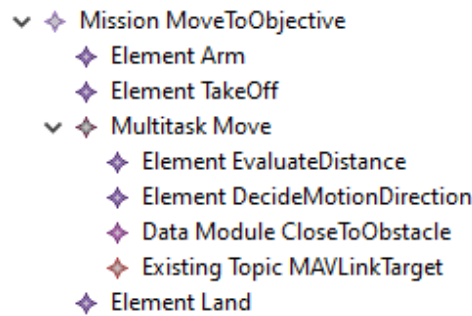 Mission MoveToObjective
Element Arm
Element TakeOff
Multitask Move
Element EvaluateDistance
Element DecideMotionDirection
Data Module CloseToObstacle
Existing Topic MAVLinkTarget
Element Land